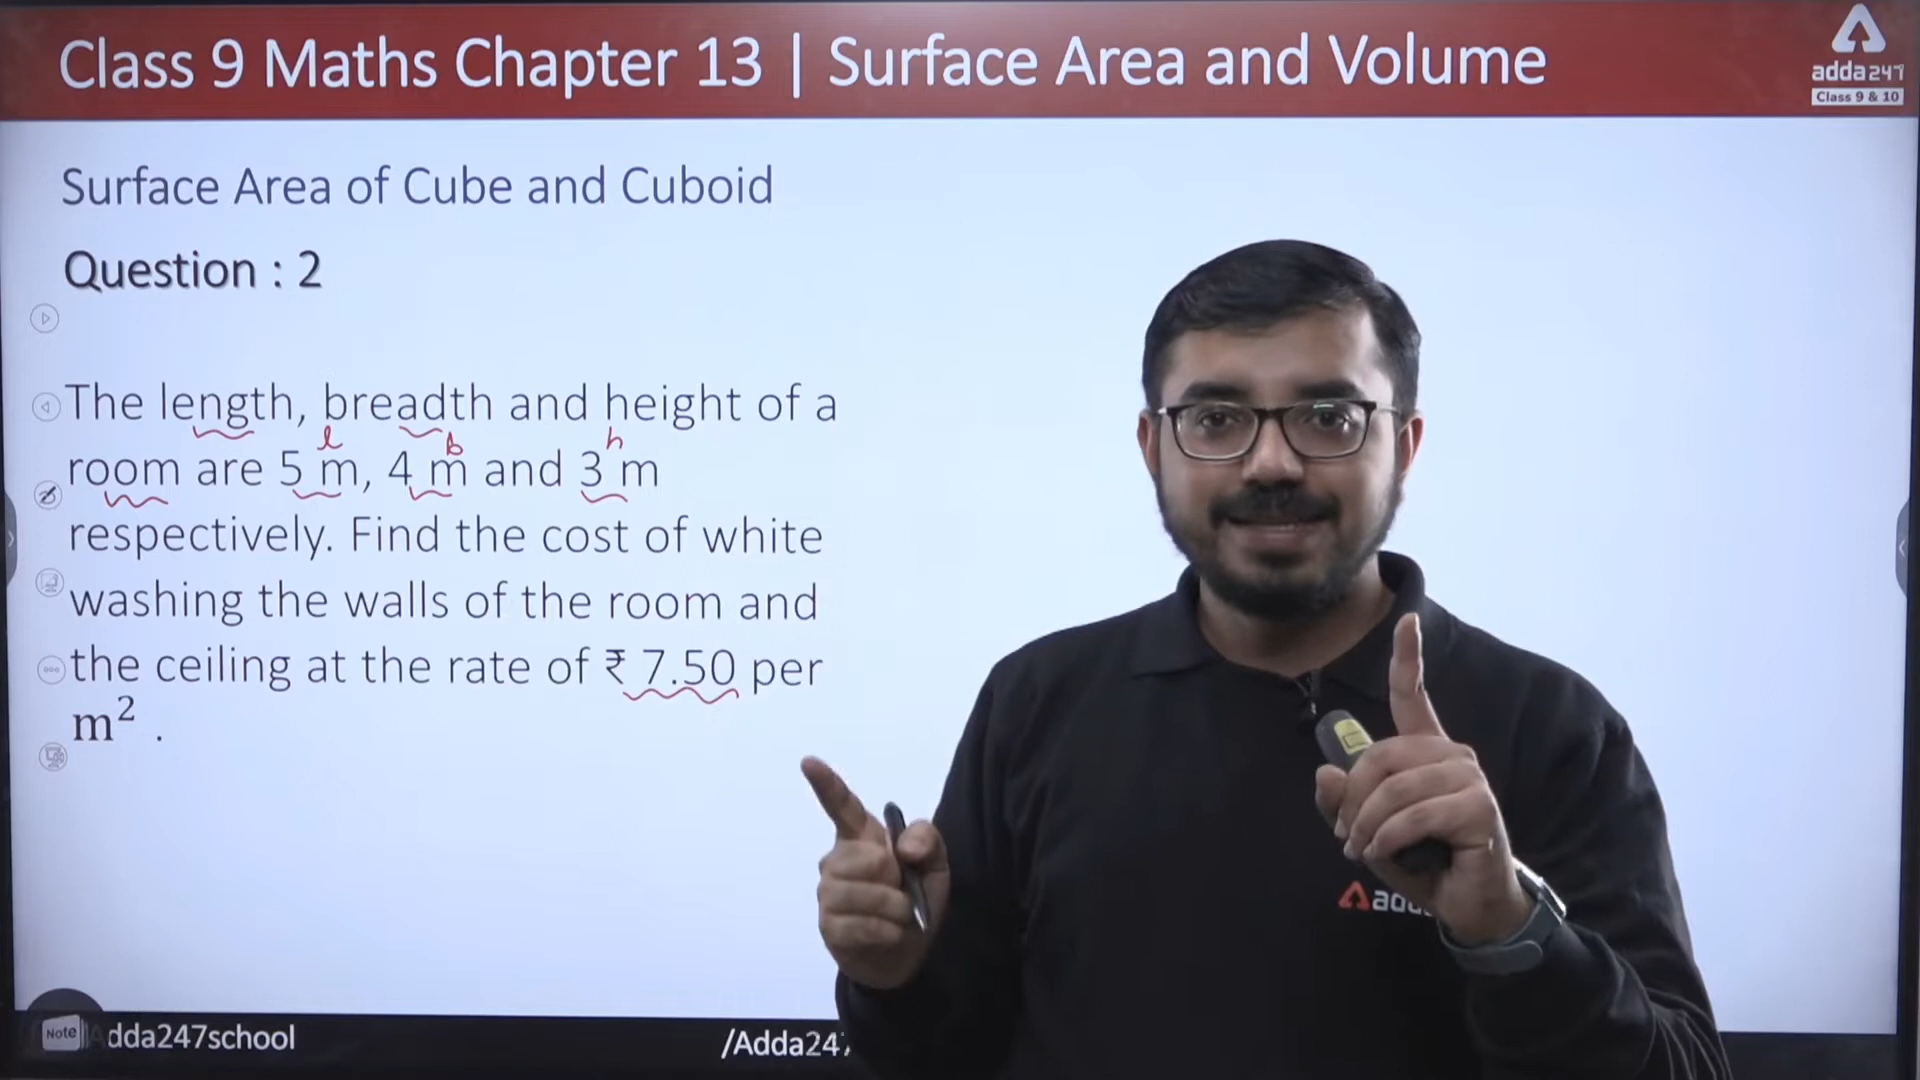 Class 9 Maths Chapter 13 | Surface Area and Volume
adda247
Class 9 & 10
Surface Area of Cube and Cuboid
Question : 2
The length, breadth and height of a
l b h
room are 5 m, 4 m and 3 m
respectively. Find the cost of white
washing the walls of the room and
the ceiling at the rate of ₹ 7.50 per
m² .
Note
dda247school
/Adda247